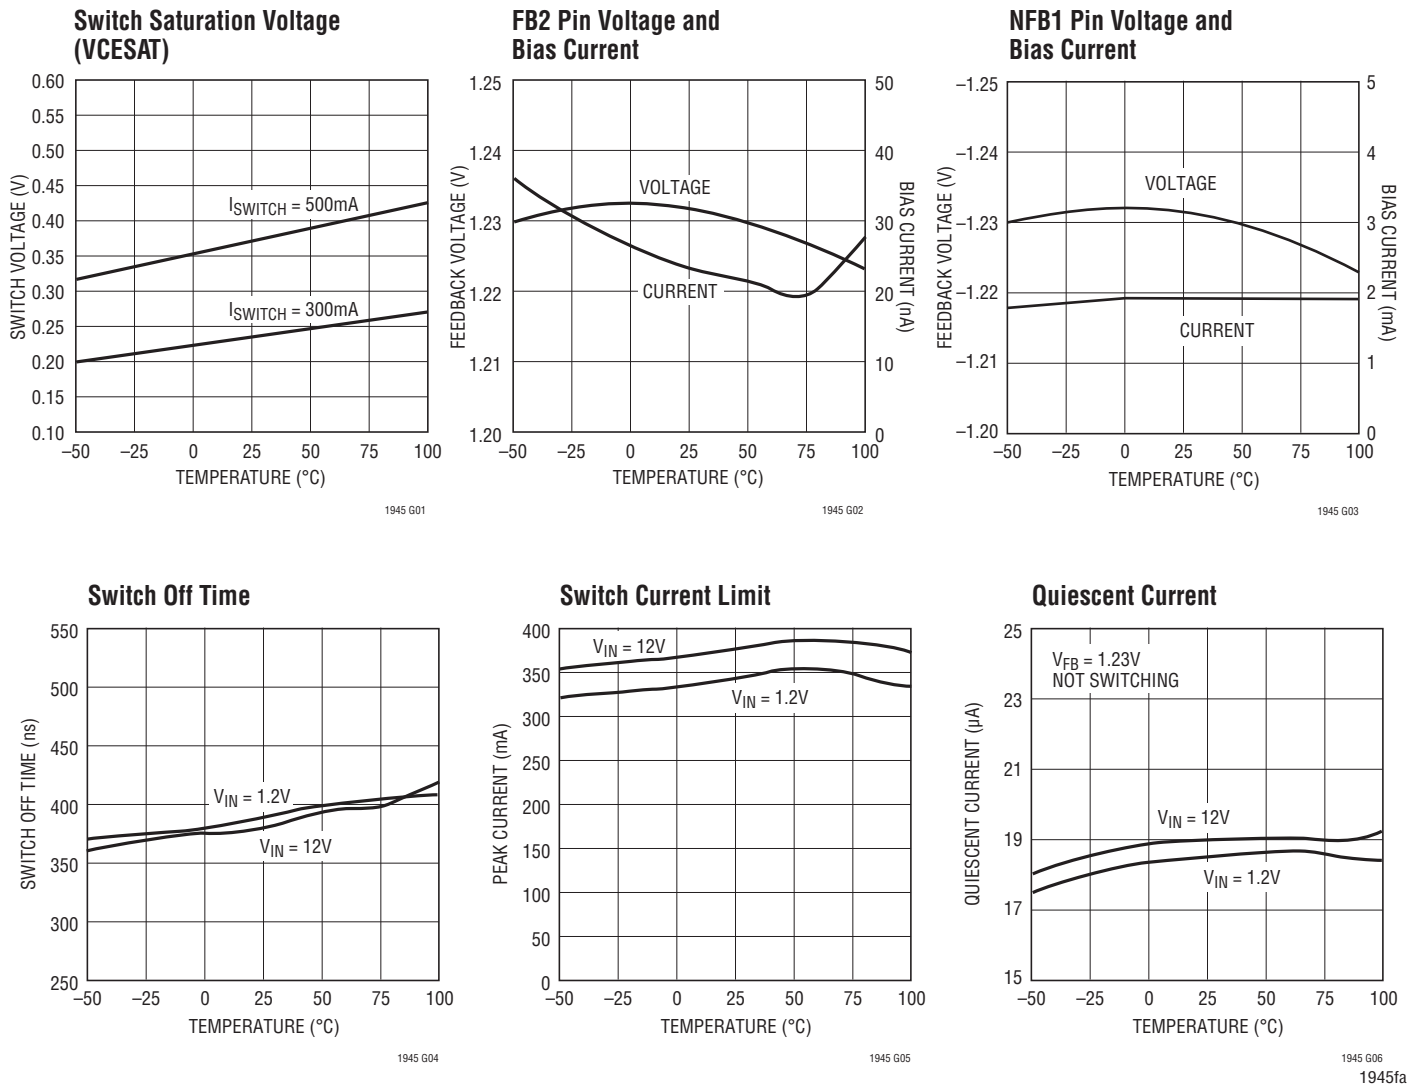 Switch Saturation Voltage
(VCESAT)
0.60
0.55
0.50
0.45
0.40
0.35
0.30
0.25
0.20
0.15
0.10
SWITCH VOLTAGE (V)
ISWITCH = 500mA
ISWITCH = 300mA
–50 –25 0 25 50 75 100
TEMPERATURE (°C)
1945 G01
FB2 Pin Voltage and
Bias Current
1.25
1.24
1.23
1.22
1.21
1.20
FEEDBACK VOLTAGE (V)
VOLTAGE
CURRENT
50
40
30
20
10
0
BIAS CURRENT (nA)
–50 –25 0 25 50 75 100
TEMPERATURE (°C)
1945 G02
NFB1 Pin Voltage and
Bias Current
–1.25
–1.24
–1.23
–1.22
–1.21
–1.20
FEEDBACK VOLTAGE (V)
VOLTAGE
CURRENT
5
4
3
2
1
0
BIAS CURRENT (mA)
–50 –25 0 25 50 75 100
TEMPERATURE (°C)
1945 G03
Switch Off Time
550
500
450
400
350
300
250
SWITCH OFF TIME (ns)
VIN = 1.2V
VIN = 12V
–50 –25 0 25 50 75 100
TEMPERATURE (°C)
1945 G04
Switch Current Limit
400
350
300
250
200
150
100
50
0
PEAK CURRENT (mA)
VIN = 12V
VIN = 1.2V
–50 –25 0 25 50 75 100
TEMPERATURE (°C)
1945 G05
Quiescent Current
25
23
21
19
17
15
QUIESCENT CURRENT (µA)
VFB = 1.23V
NOT SWITCHING
VIN = 12V
VIN = 1.2V
–50 –25 0 25 50 75 100
TEMPERATURE (°C)
1945 G06
1945fa